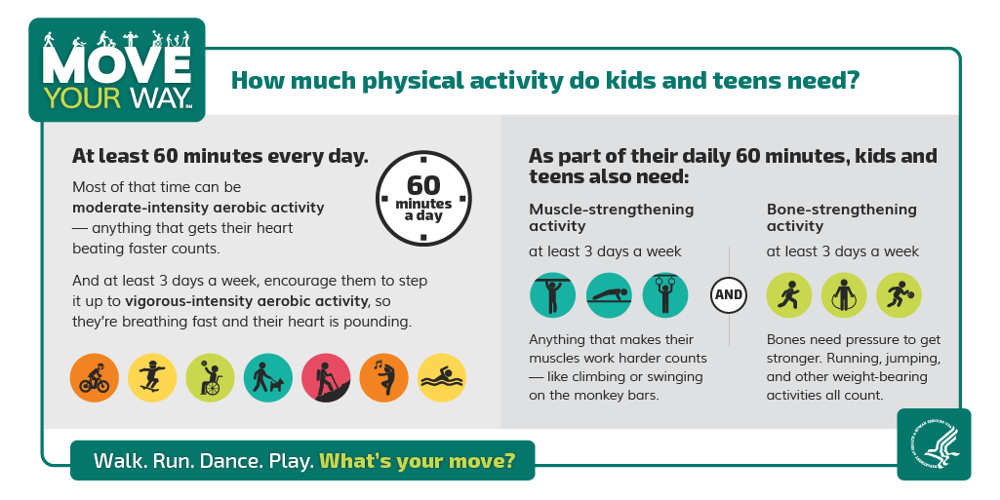 MOVE
YOUR WAY.
How much physical activity do kids and teens need?
At least 60 minutes every day.
Most of that time can be
moderate-intensity aerobic activity
— anything that gets their heart
beating faster counts.
60
minutes
a day
And at least 3 days a week, encourage them to step
it up to vigorous-intensity aerobic activity, so
they're breathing fast and their heart is pounding.
As part of their daily 60 minutes, kids and
teens also need:
Muscle-strengthening
activity
at least 3 days a week
Anything that makes their
muscles work harder counts
— like climbing or swinging
on the monkey bars.
AND
Bone-strengthening
activity
at least 3 days a week
Bones need pressure to get
stronger. Running, jumping,
and other weight-bearing
activities all count.
Walk. Run. Dance. Play. What's your move?